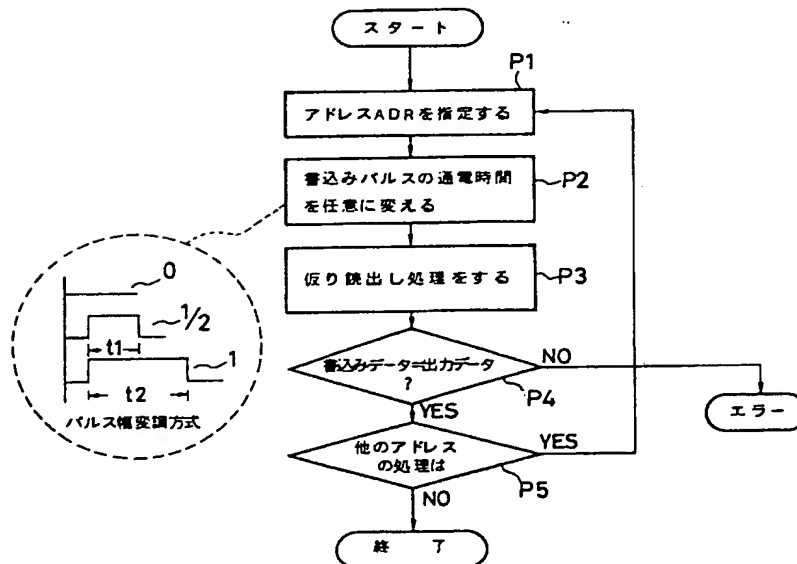 スタート
P1
アドレスADRを指定する
書込みパルスの通電時間
を任意に変える
P2
仮り読出し処理をする
P3
0
1/2
t1
1
t2
パルス幅変調方式
書込みデータ=出力データ
?
NO
P4
YES
エラー
他のアドレス
の処理は
YES
P5
NO
終 了